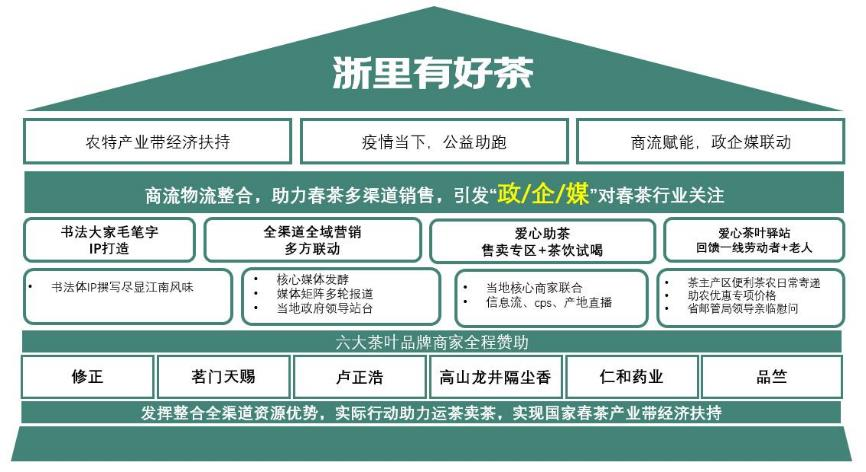 浙里有好茶
农特产业带经济扶持
疫情当下，公益助跑
商流赋能，政企媒联动
商流物流整合，助力春茶多渠道销售，引发“政/企/媒”对春茶行业关注
书法大家毛笔字
IP打造
全渠道全域营销
多方联动
爱心助茶
售卖专区+茶饮试喝
爱心茶叶驿站
回馈一线劳动者+老人
• 书法体IP撰写尽显江南风味
• 核心媒体发酵
• 媒体矩阵多轮报道
• 当地政府领导站台
• 当地核心商家联合
• 信息流、cps、产地直播
• 茶主产区便利茶农日常寄递
• 助农优惠专项价格
• 省邮管局领导亲临慰问
六大茶叶品牌商家全程赞助
修正
茗门天赐
卢正浩
高山龙井隔尘香
仁和药业
品竺
发挥整合全渠道资源优势，实际行动助力运茶卖茶，实现国家春茶产业带经济扶持